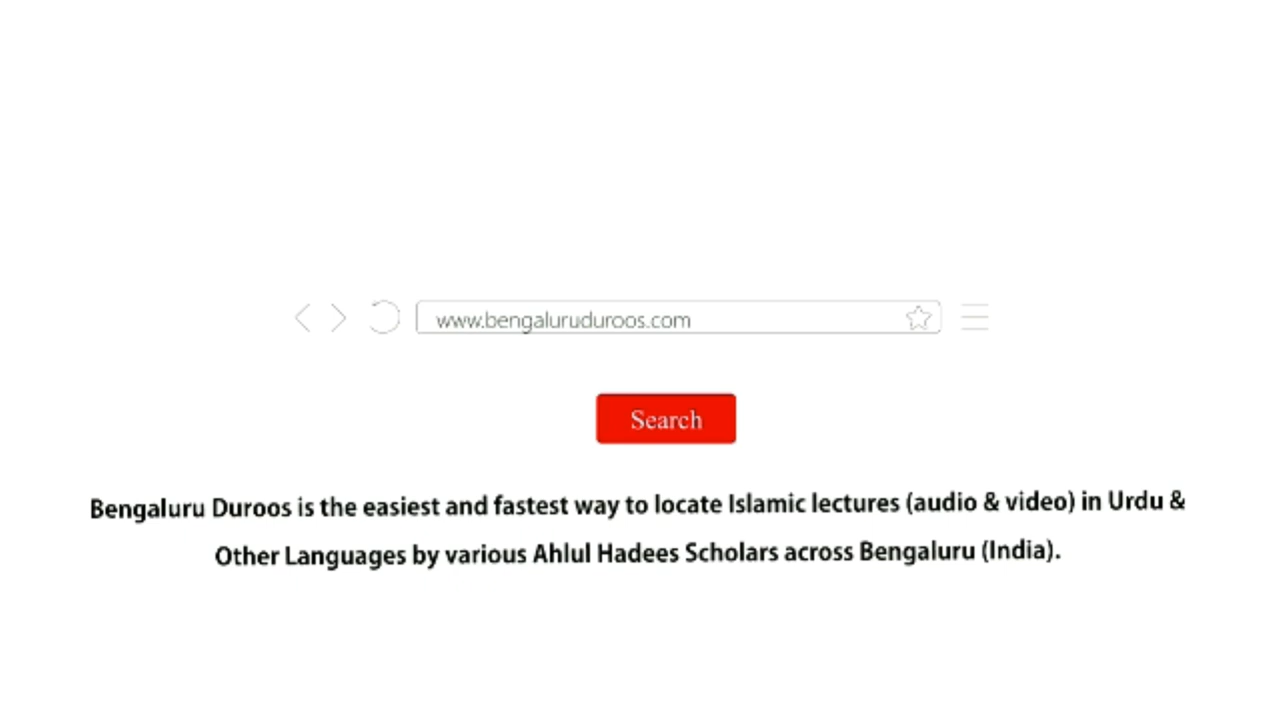 www.bengaluruduroos.com
Search
Bengaluru Duroos is the easiest and fastest way to locate Islamic lectures (audio & video) in Urdu &
Other Languages by various Ahlul Hadees Scholars across Bengaluru (India).